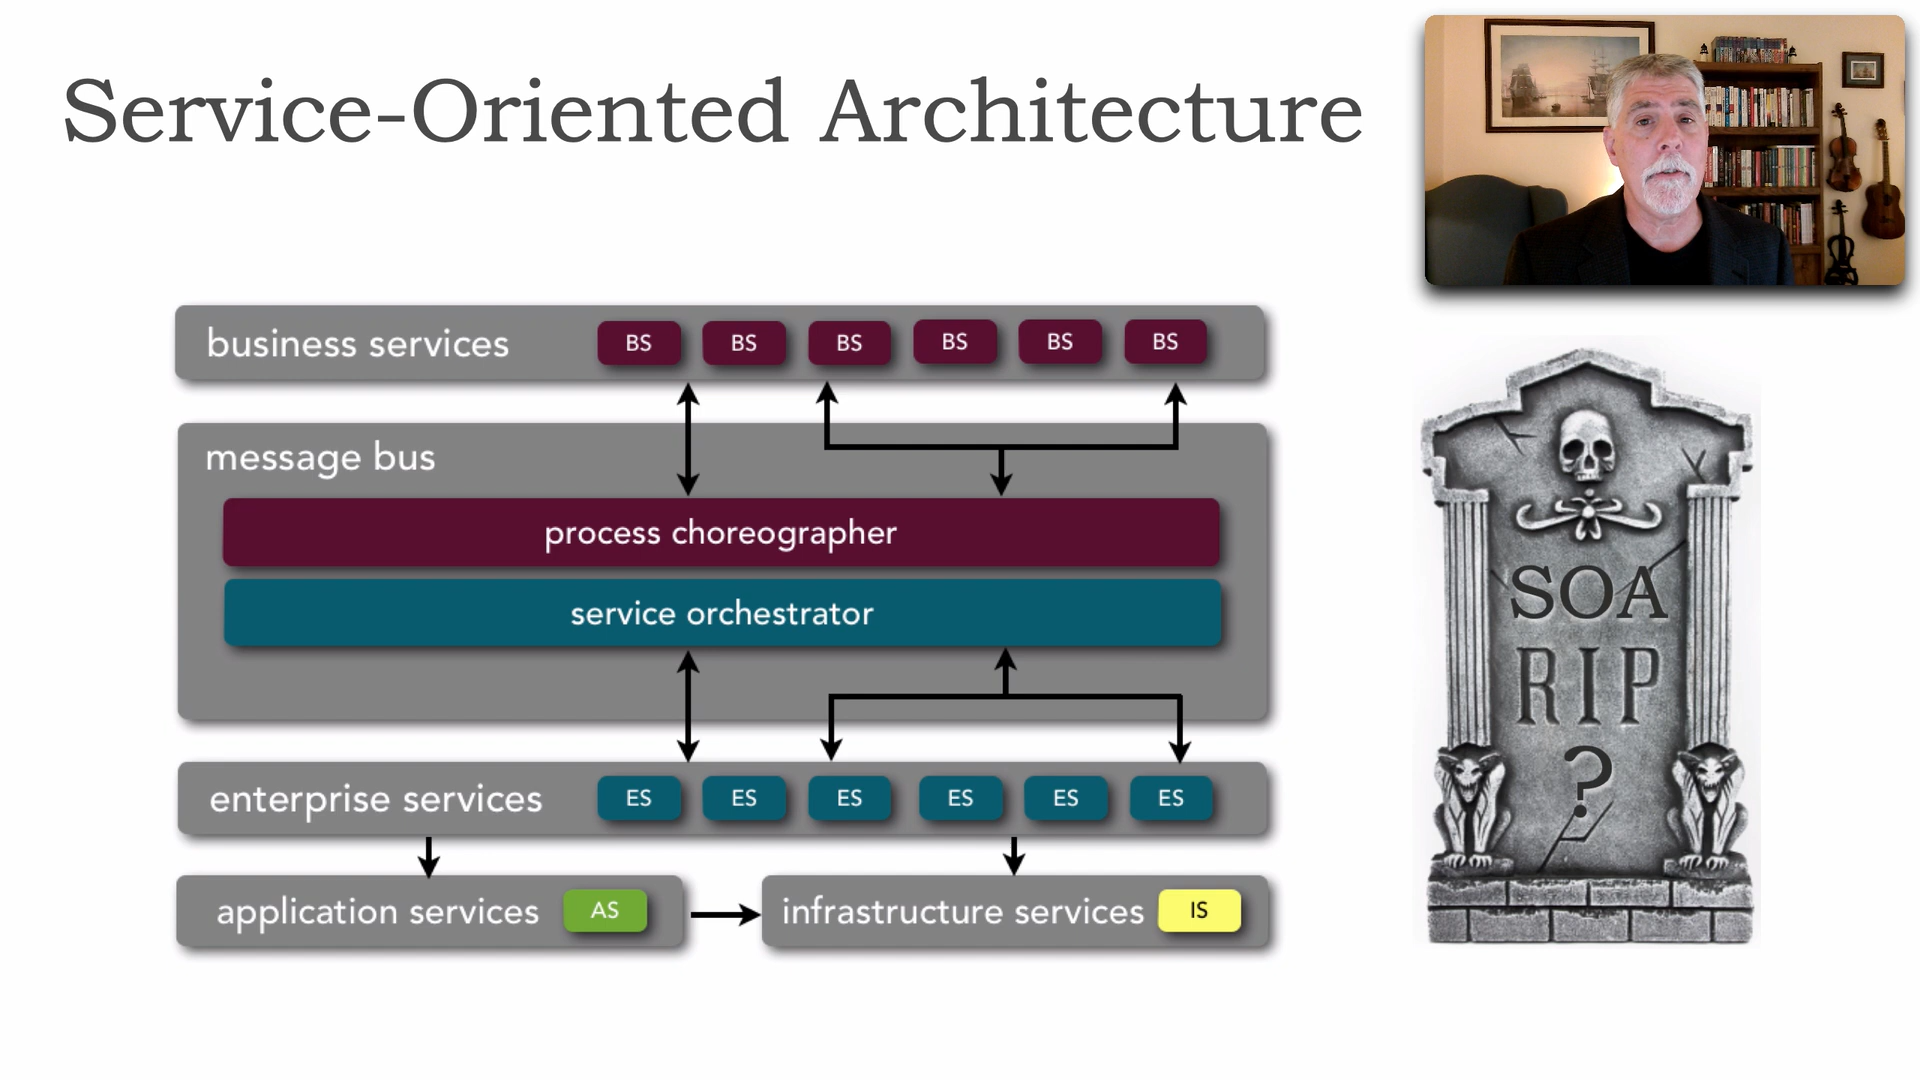 Service-Oriented Architecture
business services BS BS BS BS BS BS
message bus
process choreographer
service orchestrator
enterprise services ES ES ES ES ES ES
application services AS
infrastructure services IS
SOA
RIP
?